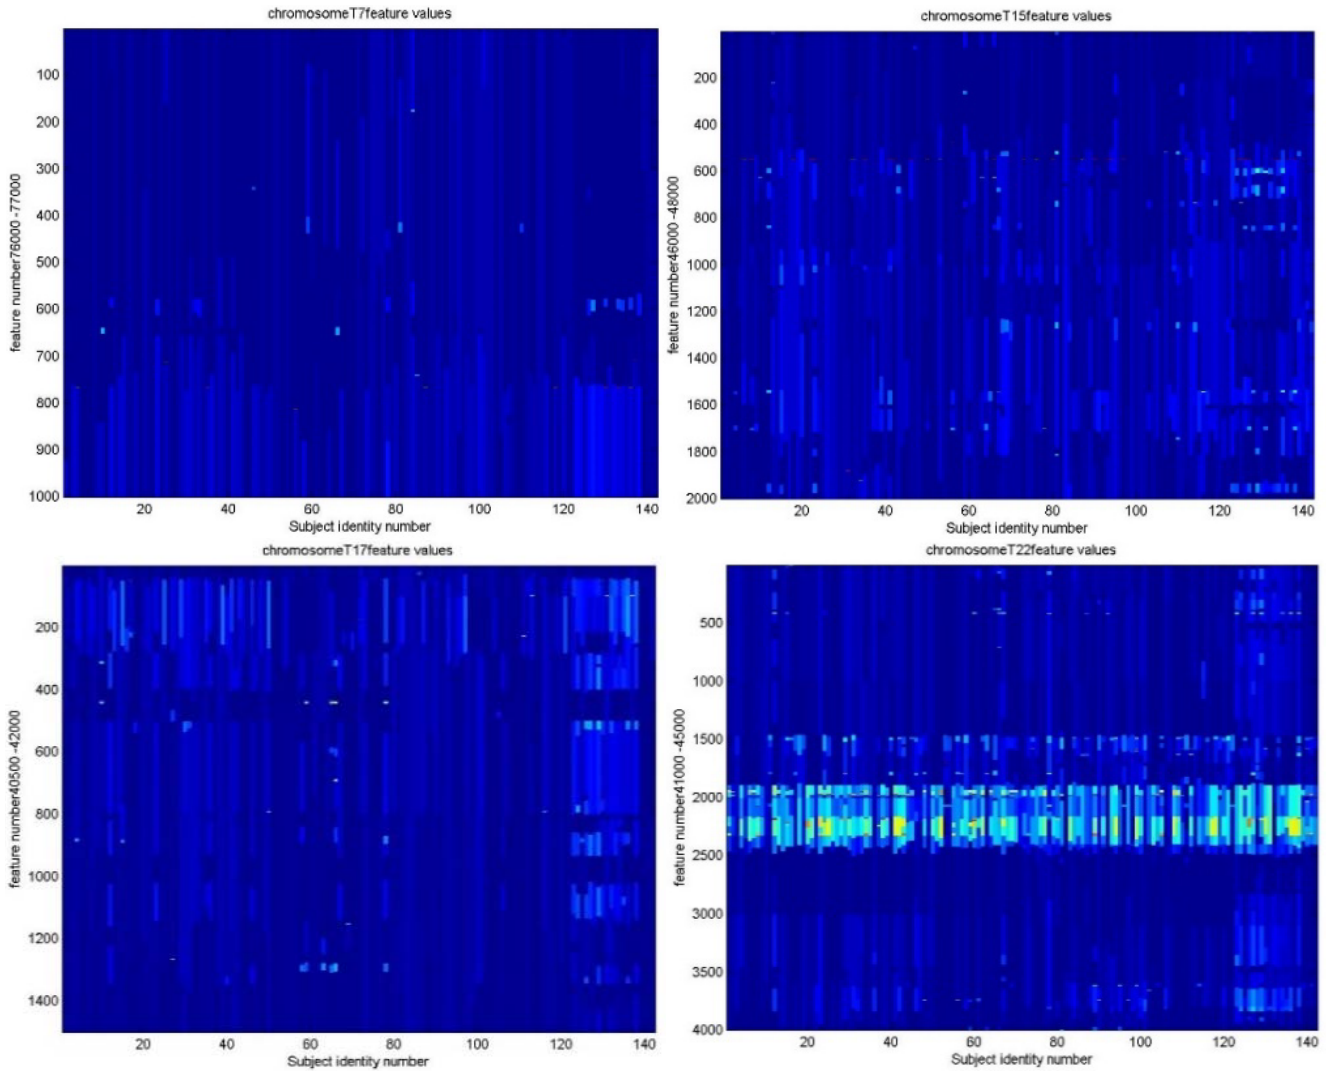 chromosomeT7feature values
100
200
300
400
500
600
700
800
900
1000
feature number76000 -77000
20 40 60 80 100 120 140
Subject identity number
chromosomeT15feature values
200
400
600
800
1000
1200
1400
1600
1800
2000
feature number46000 -48000
20 40 60 80 100 120 140
Subject identity number
chromosomeT17feature values
200
400
600
800
1000
1200
1400
feature number40500 -42000
20 40 60 80 100 120 140
Subject identity number
chromosomeT22feature values
500
1000
1500
2000
2500
3000
3500
4000
feature number41000 -45000
20 40 60 80 100 120 140
Subject identity number